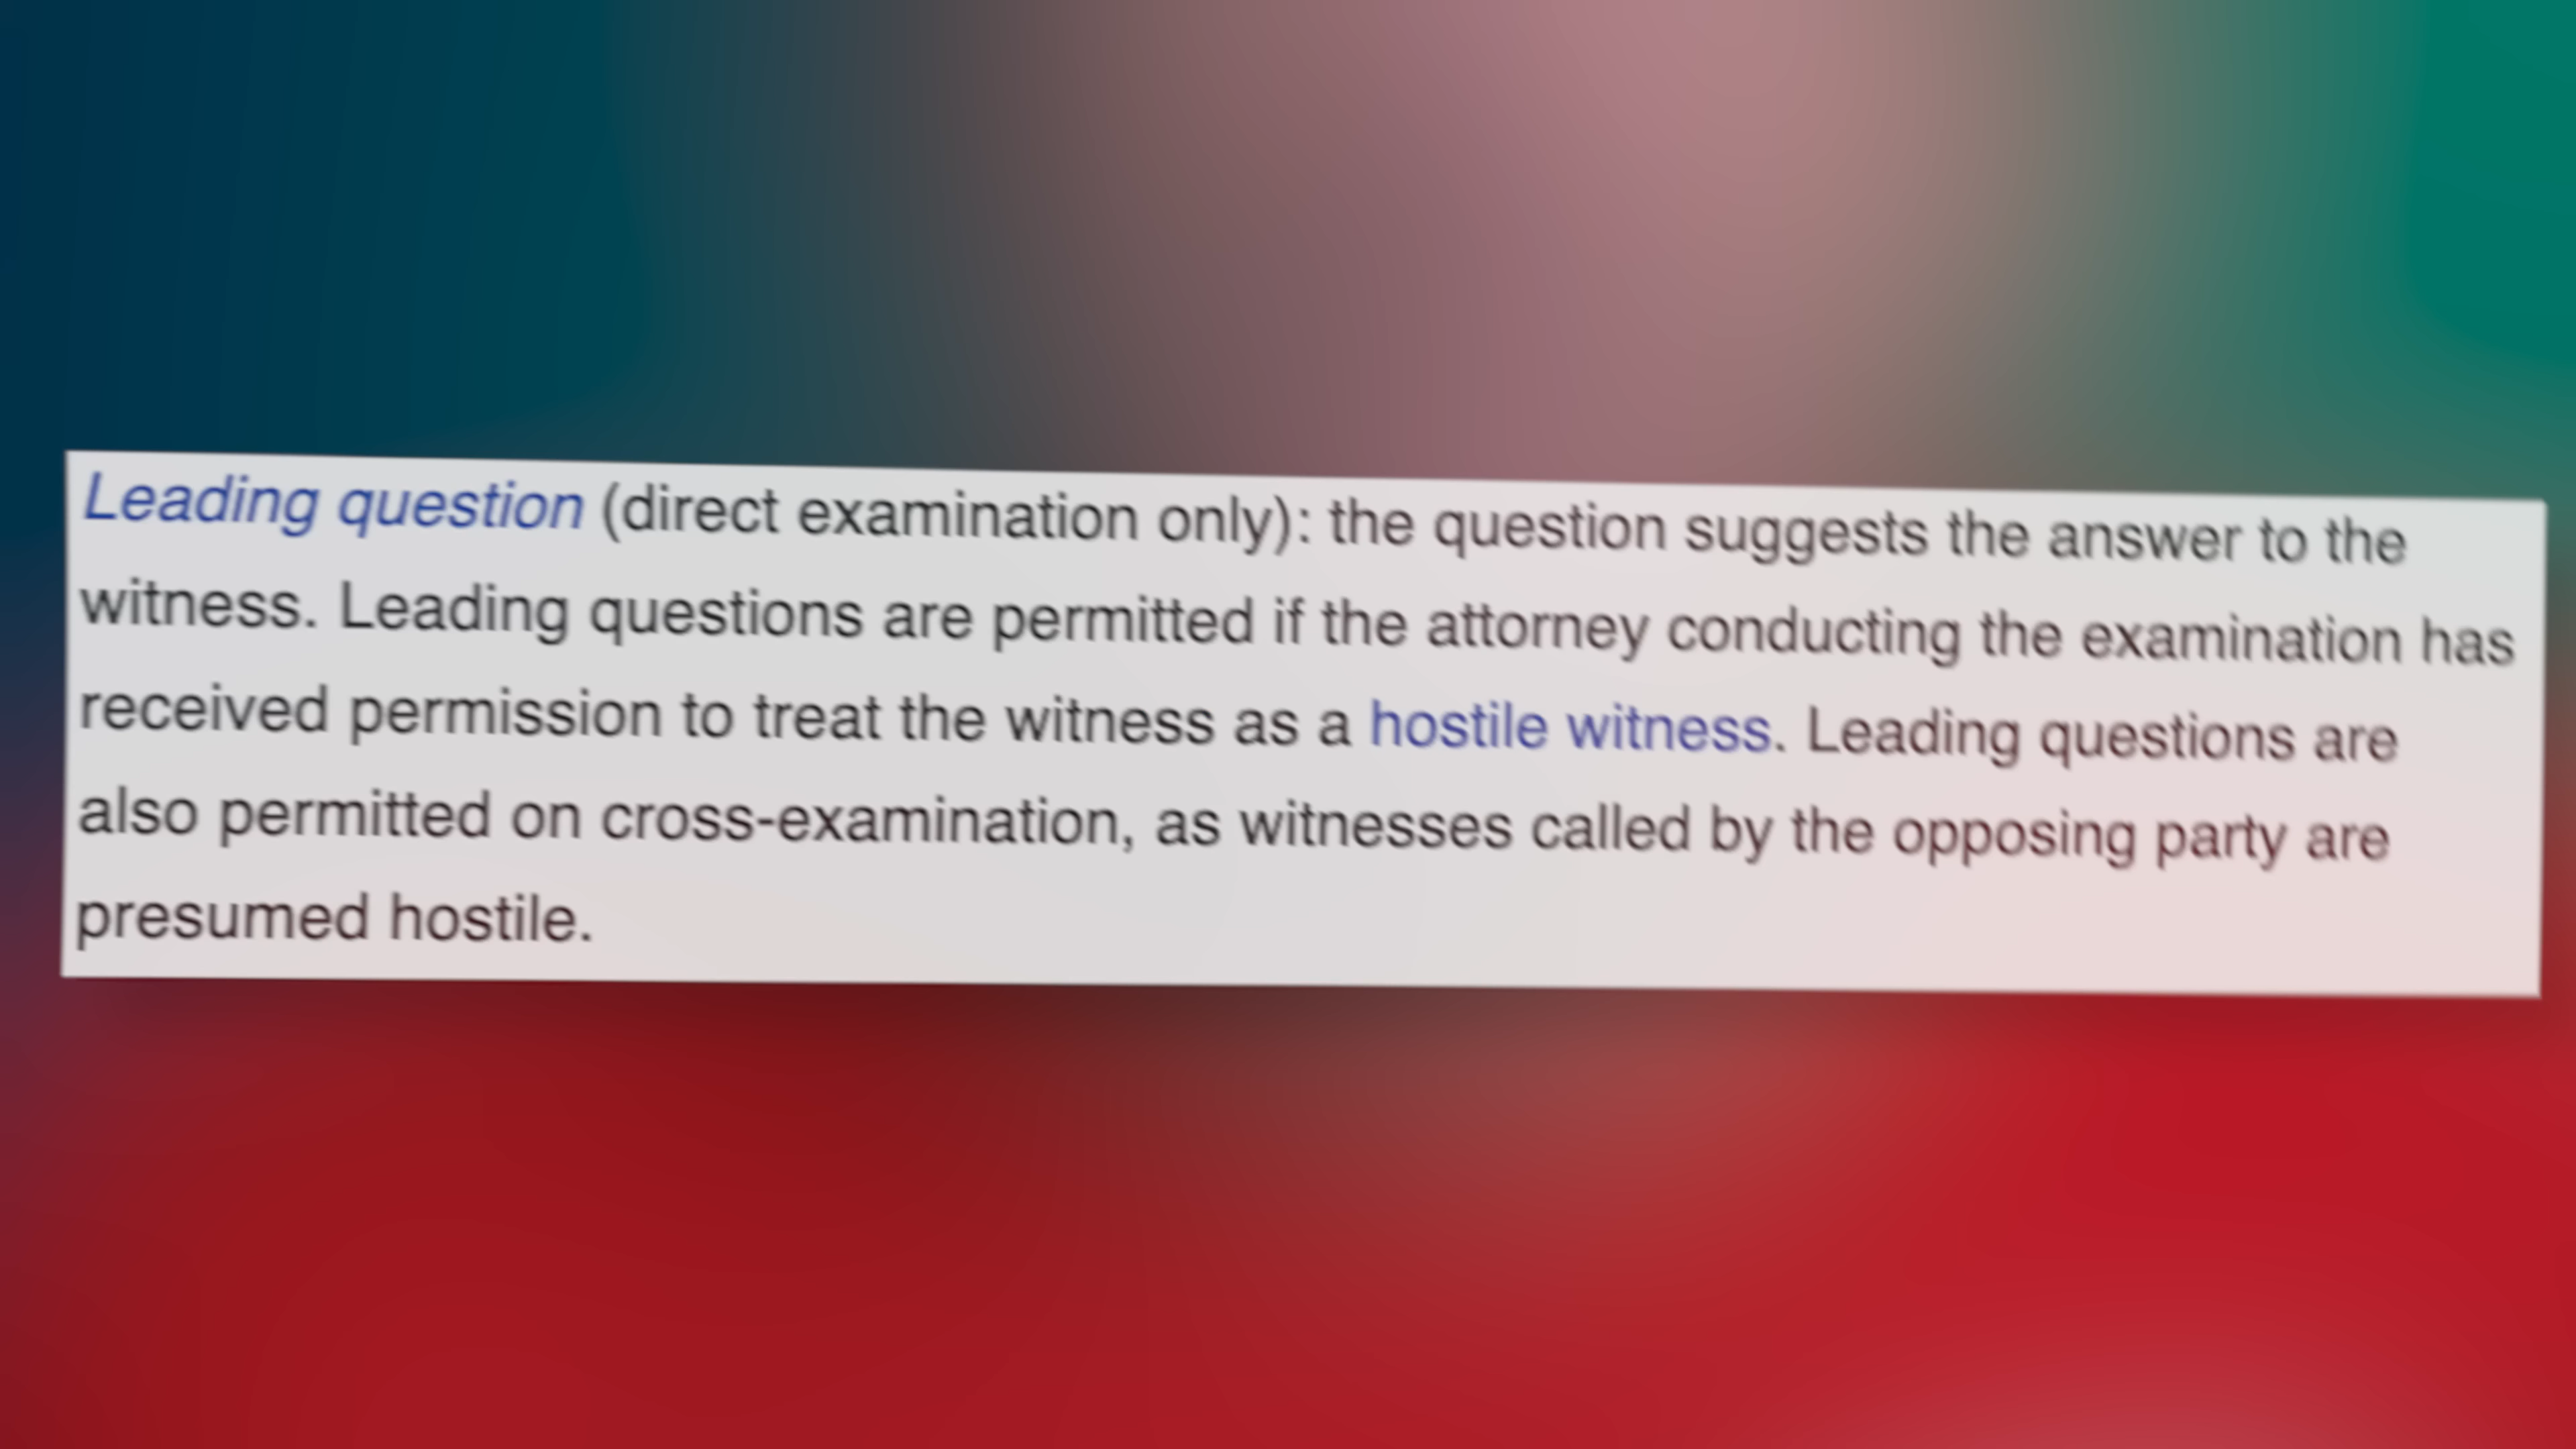 Leading question (direct examination only): the question suggests the answer to the
witness. Leading questions are permitted if the attorney conducting the examination has
received permission to treat the witness as a hostile witness. Leading questions are
also permitted on cross-examination, as witnesses called by the opposing party are
presumed hostile.